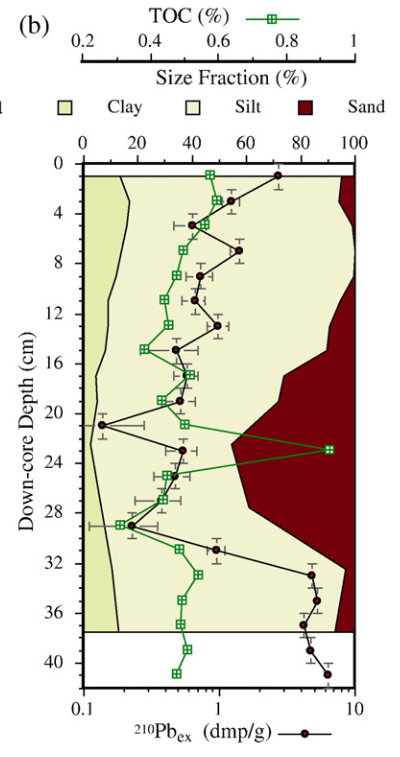 (b)
TOC (%)
0.2 0.4 0.6 0.8 1
Size Fraction (%)
Clay Silt Sand
0 20 40 60 80 100
0
4
8
12
16
20
24
28
32
36
40
Down-core Depth (cm)
0.1 1 10
²¹⁰Pbₑₓ (dmp/g)